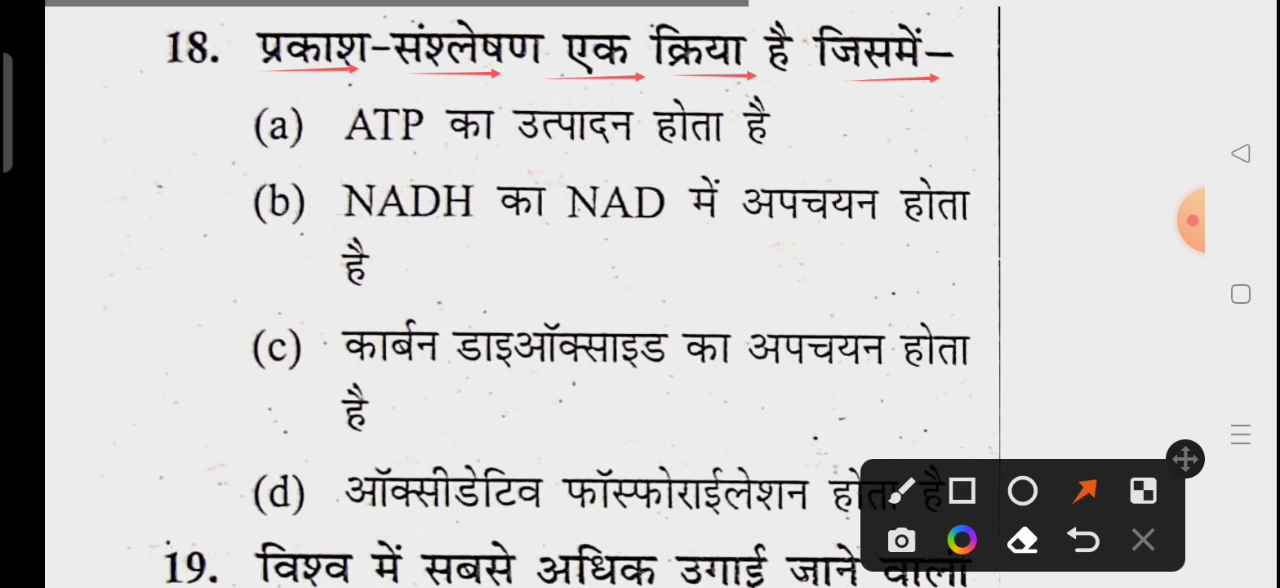 18. प्रकाश-संश्लेषण एक क्रिया है जिसमें–
(a) ATP का उत्पादन होता है
(b) NADH का NAD में अपचयन होता
है
(c) कार्बन डाइऑक्साइड का अपचयन होता
है
(d) ऑक्सीडेटिव फॉस्फोराईलेशन होता है
19. विश्व में सबसे अधिक उगाई जाने वाली